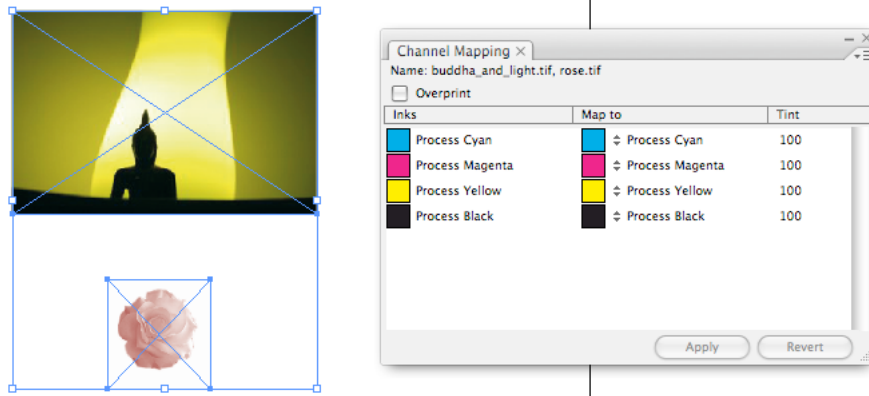 Channel Mapping ×
Name: buddha_and_light.tif, rose.tif
Overprint
Inks Map to Tint
Process Cyan Process Cyan 100
Process Magenta Process Magenta 100
Process Yellow Process Yellow 100
Process Black Process Black 100
Apply Revert